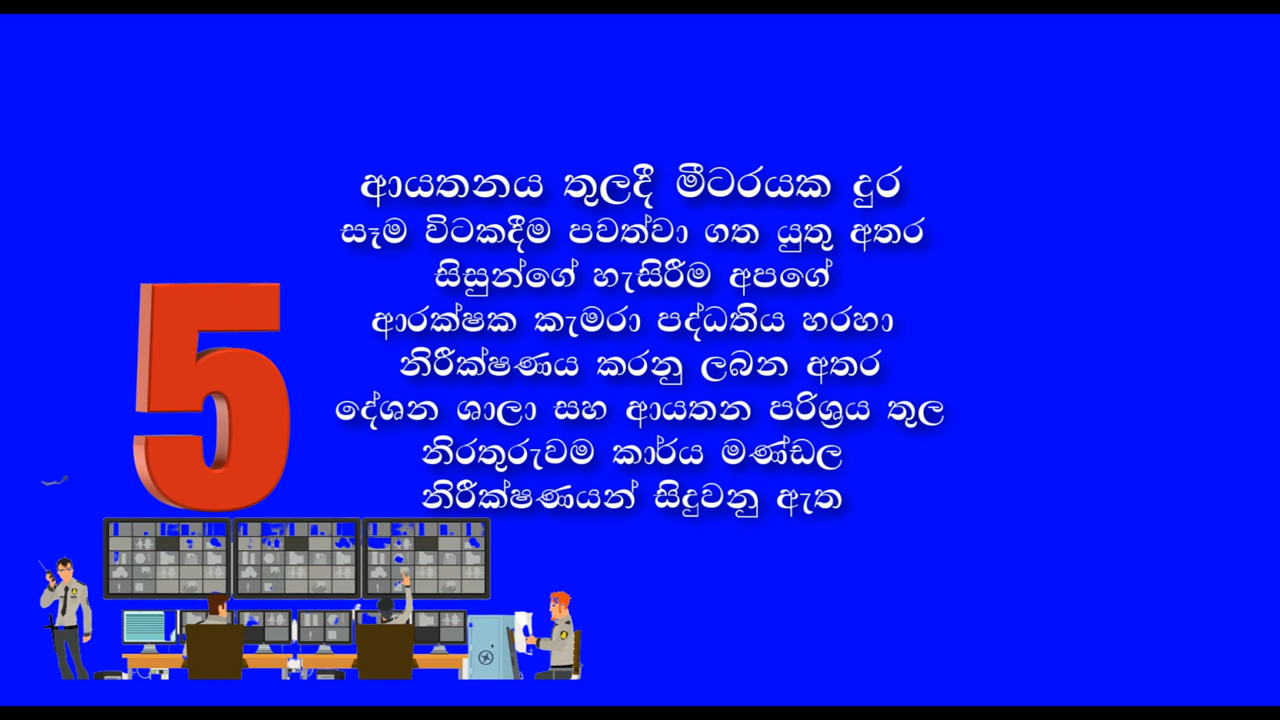 ආයතනය තුලදී මීටරයක දුර
සෑම විටකදීම පවත්වා ගත යුතු අතර
සිසුන්ගේ හැසිරීම අපගේ
ආරක්ෂක කැමරා පද්ධතිය හරහා
නිරීක්ෂණය කරනු ලබන අතර
දේශන ශාලා සහ ආයතන පරිශ්‍රය තුල
නිරතුරුවම කාර්ය මණ්ඩල
නිරීක්ෂණයන් සිදුවනු ඇත
5